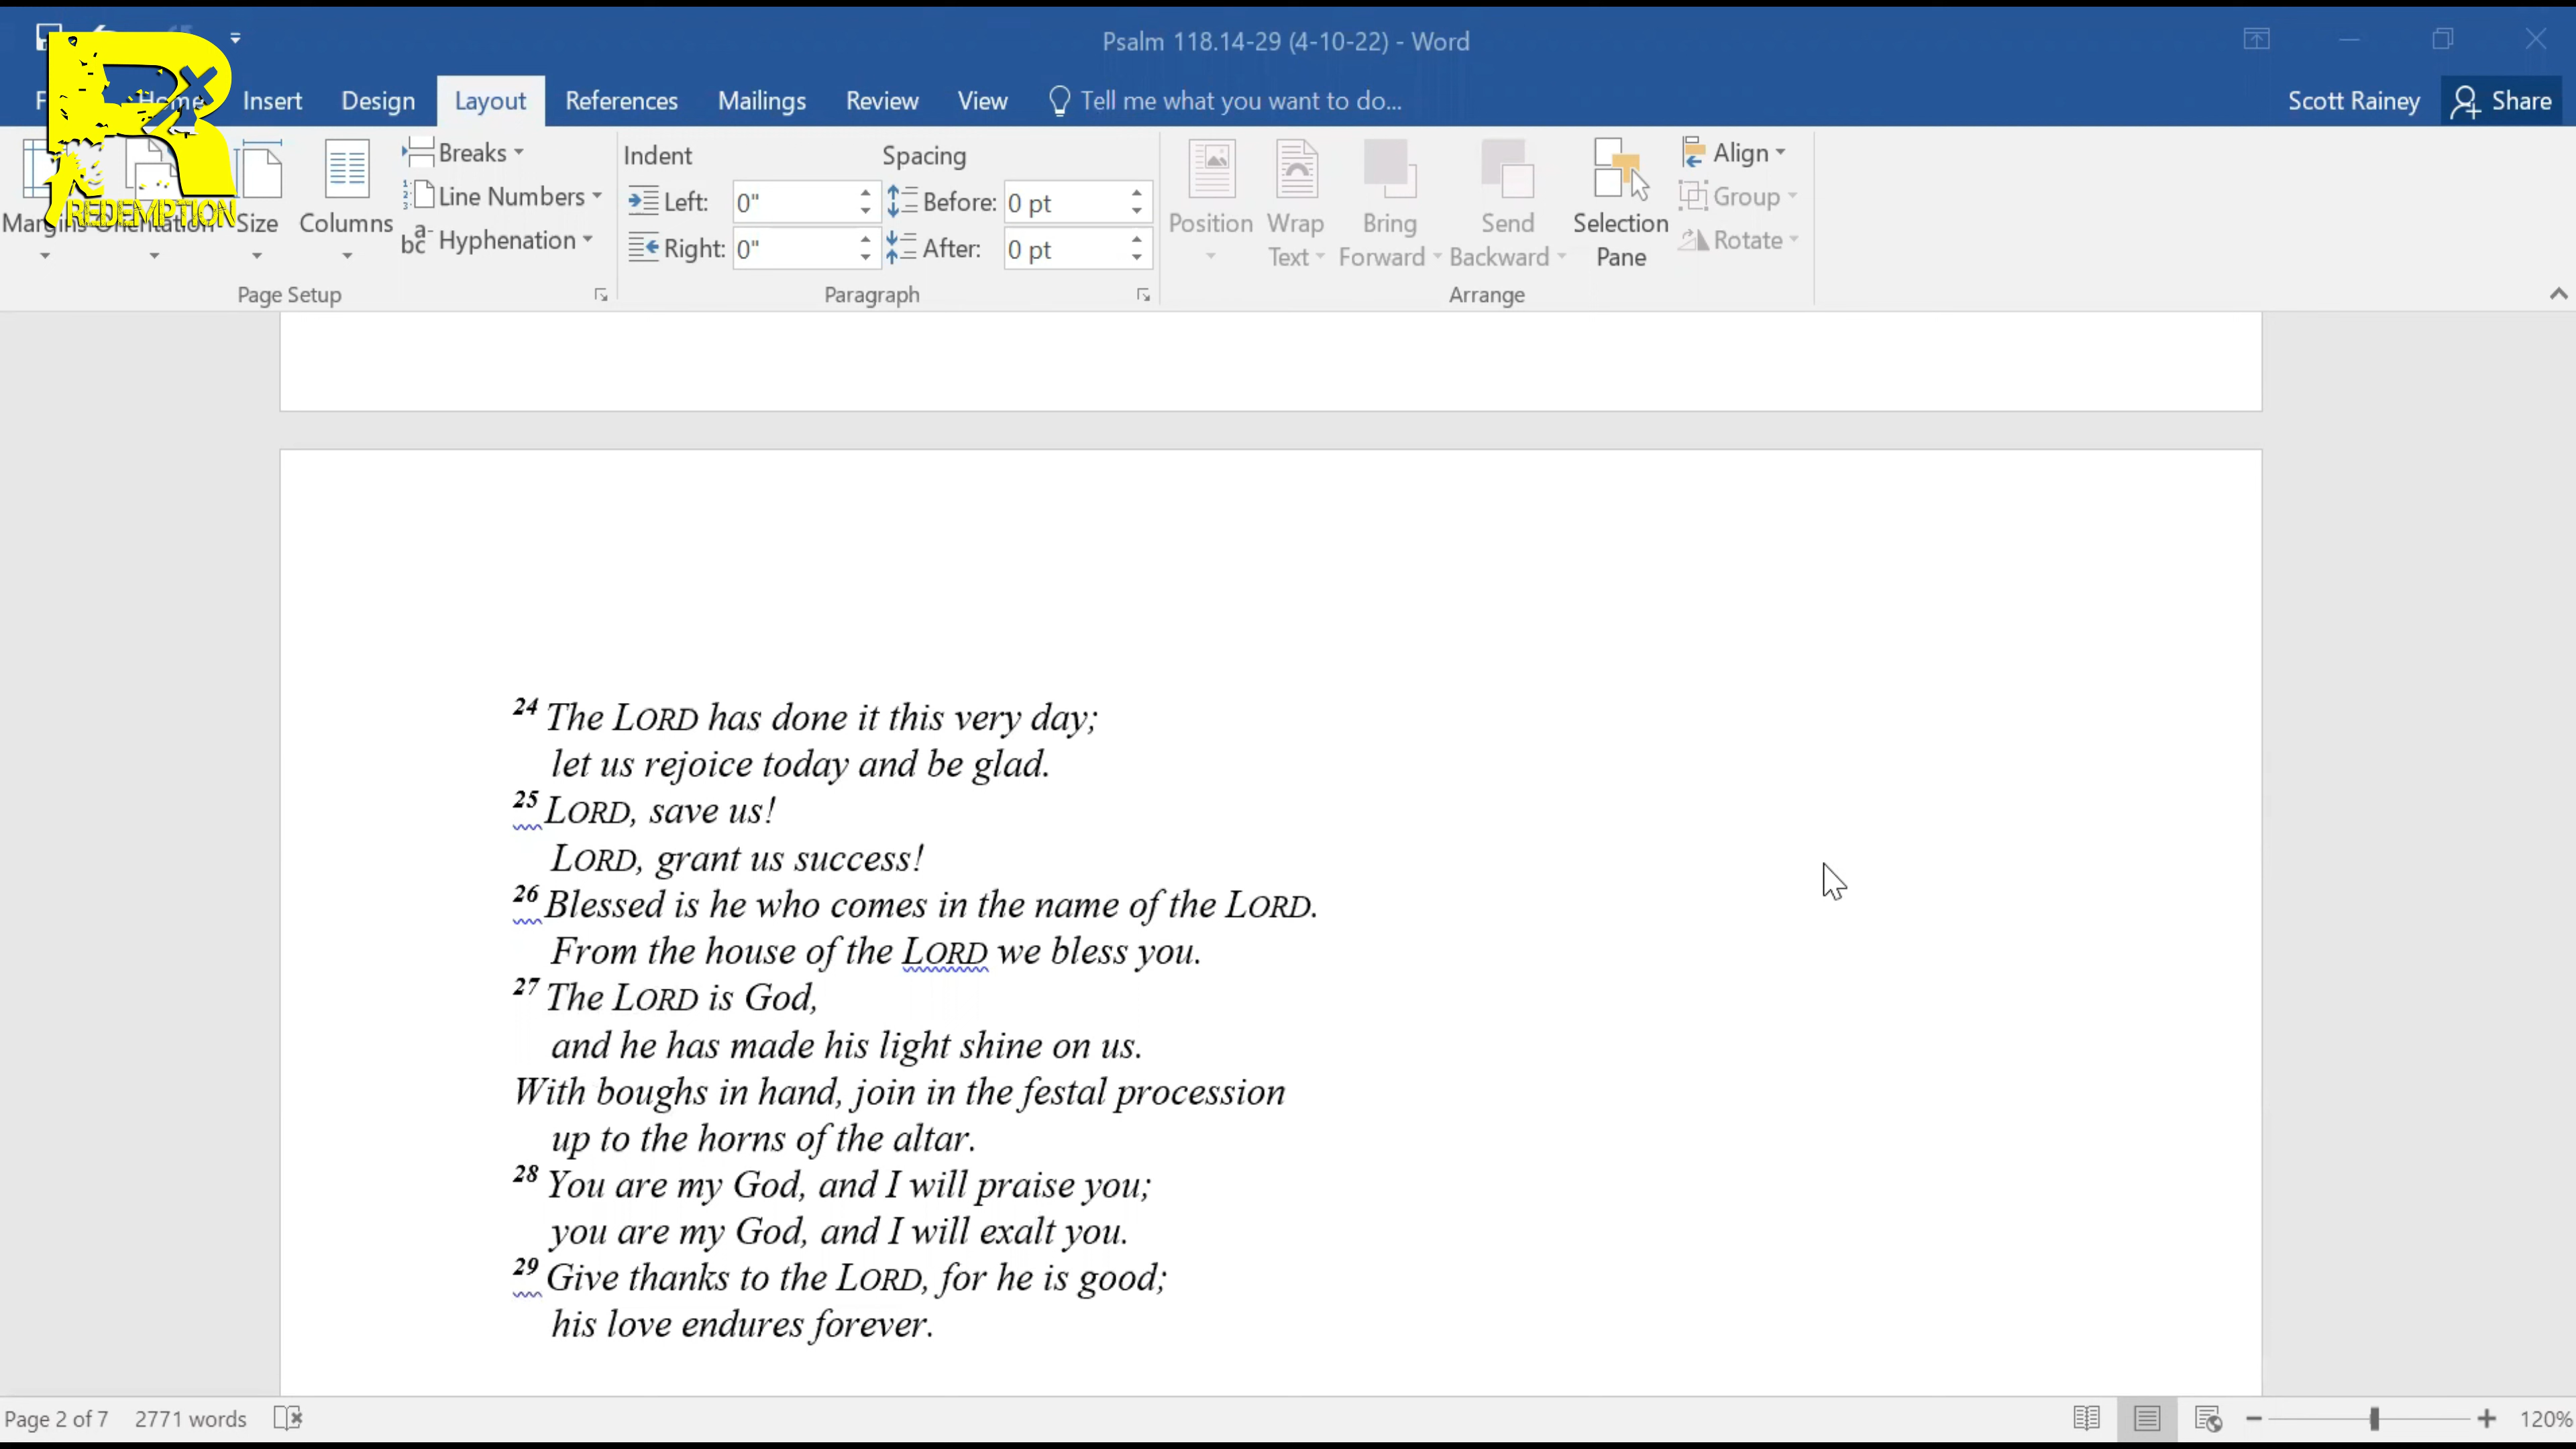 Psalm 118.14-29 (4-10-22) - Word
Home Insert Design Layout References Mailings Review View Tell me what you want to do... Scott Rainey Share
REDEMPTION
Margins Orientation Size Columns
Breaks
Line Numbers
Hyphenation
Page Setup
Indent Spacing
Left: 0" Before: 0 pt
Right: 0" After: 0 pt
Paragraph
Position Wrap Text Bring Forward Send Backward Selection Pane
Align
Group
Rotate
Arrange
24 The LORD has done it this very day;
let us rejoice today and be glad.
25 LORD, save us!
LORD, grant us success!
26 Blessed is he who comes in the name of the LORD.
From the house of the LORD we bless you.
27 The LORD is God,
and he has made his light shine on us.
With boughs in hand, join in the festal procession
up to the horns of the altar.
28 You are my God, and I will praise you;
you are my God, and I will exalt you.
29 Give thanks to the LORD, for he is good;
his love endures forever.
Page 2 of 7 2771 words 120%